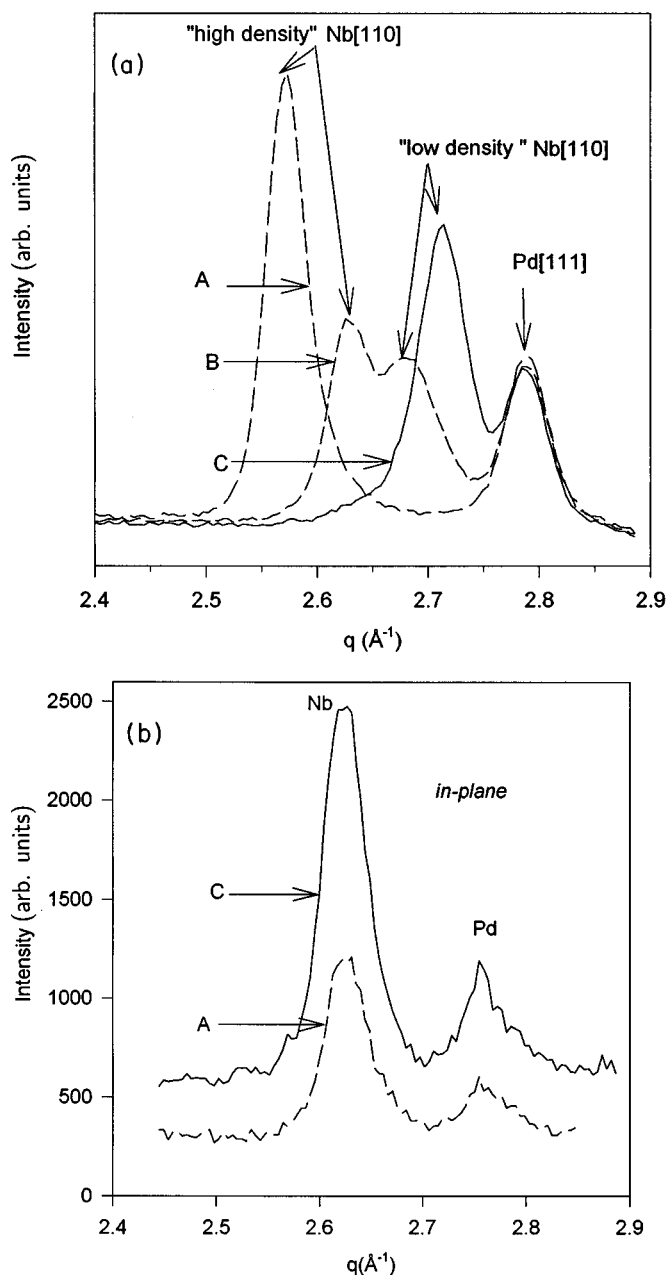 (a)
"high density" Nb[110]
"low density " Nb[110]
Pd[111]
A
B
C
Intensity (arb. units)
2.4 2.5 2.6 2.7 2.8 2.9
q (Å⁻¹)
(b)
Nb
in-plane
C
Pd
A
Intensity (arb. units)
2500
2000
1500
1000
500
0
2.4 2.5 2.6 2.7 2.8 2.9
q(Å⁻¹)